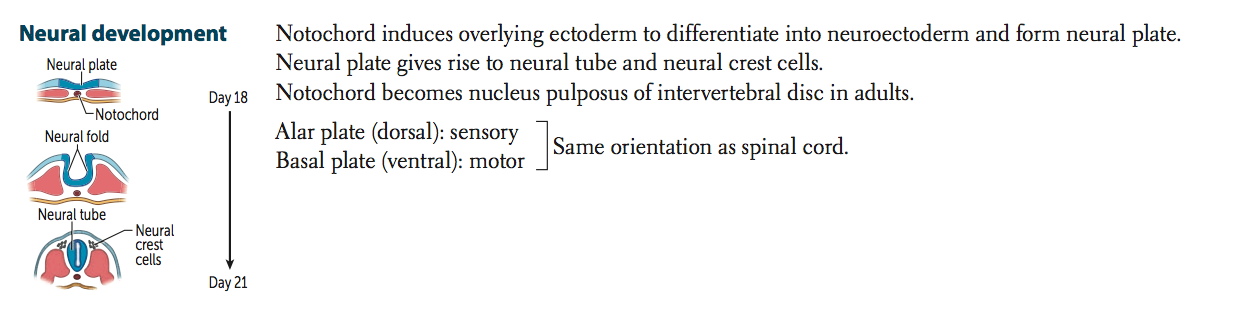 Neural development
Neural plate
Notochord
Neural fold
Neural tube
Neural
crest
cells
Day 18
Day 21
Notochord induces overlying ectoderm to differentiate into neuroectoderm and form neural plate.
Neural plate gives rise to neural tube and neural crest cells.
Notochord becomes nucleus pulposus of intervertebral disc in adults.
Alar plate (dorsal): sensory
Basal plate (ventral): motor
Same orientation as spinal cord.